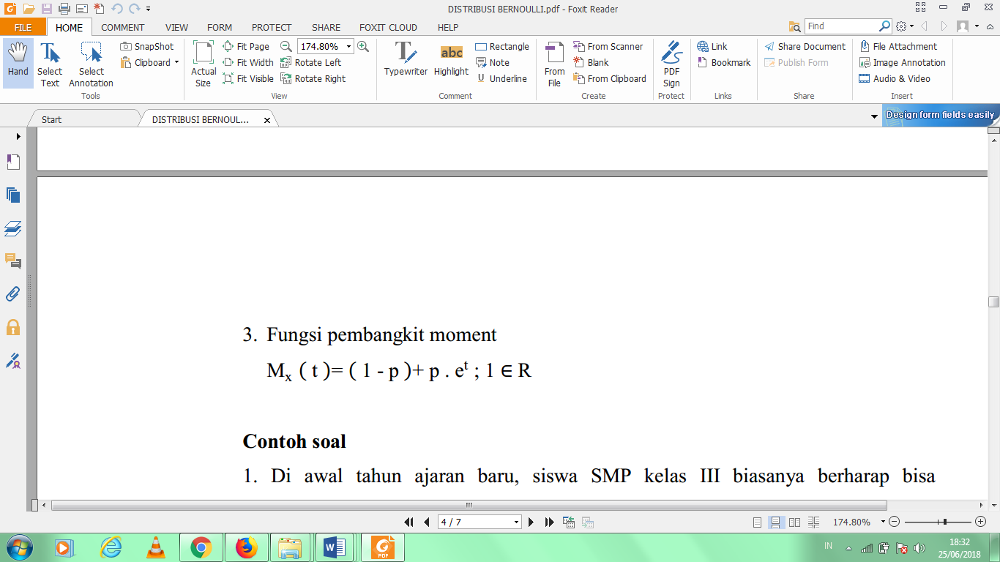 DISTRIBUSI BERNOULLI.pdf - Foxit Reader
FILE HOME COMMENT VIEW FORM PROTECT SHARE FOXIT CLOUD HELP Find
Hand
Select Text
Select Annotation
SnapShot
Clipboard
Tools
Actual Size
Fit Page
Fit Width
Fit Visible
174.80%
Rotate Left
Rotate Right
View
Typewriter
abc
Highlight
Rectangle
Note
U Underline
Comment
From File
From Scanner
Blank
From Clipboard
Create
PDF Sign
Protect
Link
Bookmark
Links
Share Document
Publish Form
Share
File Attachment
Image Annotation
Audio & Video
Insert
Start DISTRIBUSI BERNOUL... Design form fields easily
3. Fungsi pembangkit moment
Mₓ ( t )= ( 1 - p )+ p . eᵗ ; 1 ∈ R
Contoh soal
1. Di awal tahun ajaran baru, siswa SMP kelas III biasanya berharap bisa
4 / 7 174.80%
PDF
IN 18:32
25/06/2018